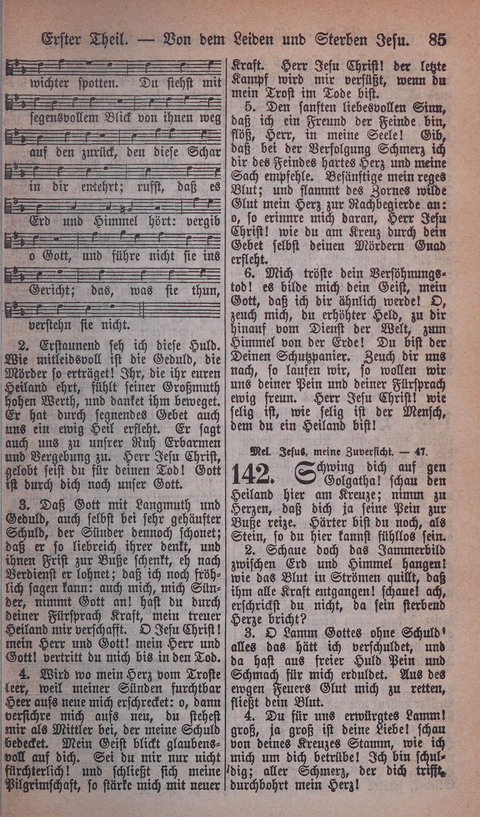 Erster Theil. — Von dem Leiden und Sterben Jesu. 85
wichter spotten. Du siehst mit
segensvollem Blick von ihnen weg
auf den zurück, den diese Schar
in dir entehrt; rufst, daß es
Erd und Himmel hört: vergib
o Gott, und führe nicht sie ins
Gericht; das, was sie thun,
verstehn sie nicht.
2. Erstaunend seh ich diese Huld.
Wie mitleidsvoll ist die Geduld, die
Mörder so erträget! Ihr, die ihr euren
Heiland ehrt, fühlt seiner Großmuth
hohen Werth, und danket ihm beweget.
Er hat durch segnendes Gebet auch
uns ein ewig Heil ersteht. Er sagt
auch uns zu unsrer Ruh Erbarmen
und Vergebung zu. Herr Jesu Christ,
gelobt seist du für deinen Tod! Gott
ist durch dich noch unser Gott.
3. Daß Gott mit Langmuth und
Geduld, auch selbst bei sehr gehäufter
Schuld, der Sünder dennoch schonet;
daß er so liebreich ihrer denkt, und
ihnen Frist zur Buße schenkt, eh nach
Verdienst er lohnet; daß ich noch fröh-
lich sagen kann: auch mich, mich Sün-
der, nimmt Gott an! hast du durch
deiner Fürsprach Kraft, mein treuer
Heiland mir verschafft. O Jesu Christ!
mein Herr und Gott! mein Herr und
Gott! vertritt du mich bis in den Tod.
4. Wird wo mein Herz vom Troste
leer, weil meiner Sünden furchtbar
Heer aufs neue mich erschrecket: o, dann
versichre mich aufs neu, du stehest
mir als Mittler bei, der meine Schuld
bedecket. Mein Geist blickt glaubens-
voll auf dich. Sei du mir nur nicht
fürchterlich! und schließt sich meine
Pilgrimschaft, so stärke mich mit neuer
Kraft. Herr Jesu Christ! der letzte
Kampf wird mir versüßt, wenn du
mein Trost im Tode bist.
5. Den sanften liebesvollen Sinn,
daß ich ein Freund der Feinde bin,
flöß, Herr, in meine Seele! Gib,
daß bei der Verfolgung Schmerz ich
dir des Feindes hartes Herz und meine
Sach empfehle. Besänftige mein reges
Blut; und flammt des Zornes wilde
Glut mein Herz zur Nachbegierde an:
o, so erinnre mich daran, Herr Jesu
Christ! wie du am Kreuz durch dein
Gebet selbst deinen Mördern Gnad
ersteht.
6. Mich tröste dein Versöhnungs-
tod! es bilde mich dein Geist, mein
Gott, daß ich dir ähnlich werde! O,
zeuch mich, du erhöhter Held, zu dir
hinauf vom Dienst der Welt, zum
Himmel von der Erde! Du bist der
Deinen Schutzpanier. Zeuch dir uns
nach, so laufen wir, so wollen wir
uns deiner Pein und deiner Fürsprach
ewig freun. Herr Jesu Christ! wie
selig ist, wie selig ist der Mensch,
dem du ein Heiland bist!
Mel. Jesus, meine Zuversicht. — 47.
142. Schwing dich auf gen
Golgatha! schau den
Heiland hier am Kreuze; nimm zu
Herzen, daß dich ja seine Pein zur
Buße reize. Härter bist du noch, als
Stein, so du hier kannst fühllos sein.
2. Schaue doch das Jammerbild
zwischen Erd und Himmel hangen!
wie das Blut in Strömen quillt, daß
ihm alle Kraft entgangen! schaue! ach,
erschrickst du nicht, da sein sterbend
Herze bricht?
3. O Lamm Gottes ohne Schuld!
alles das hätt ich verschuldet, und
da hast aus freier Huld Pein und
Schmach für mich erduldet. Aus des
ewgen Feuers Glut mich zu retten,
fließt dein Blut.
4. Du für uns erwürgtes Lamm!
groß, ja groß ist deine Liebe! schau
von deines Kreuzes Stamm, wie ich
mich um dich betrübe! Ich bin schul-
dig; aller Schmerz, der dich trifft,
durchbohrt mein Herz!